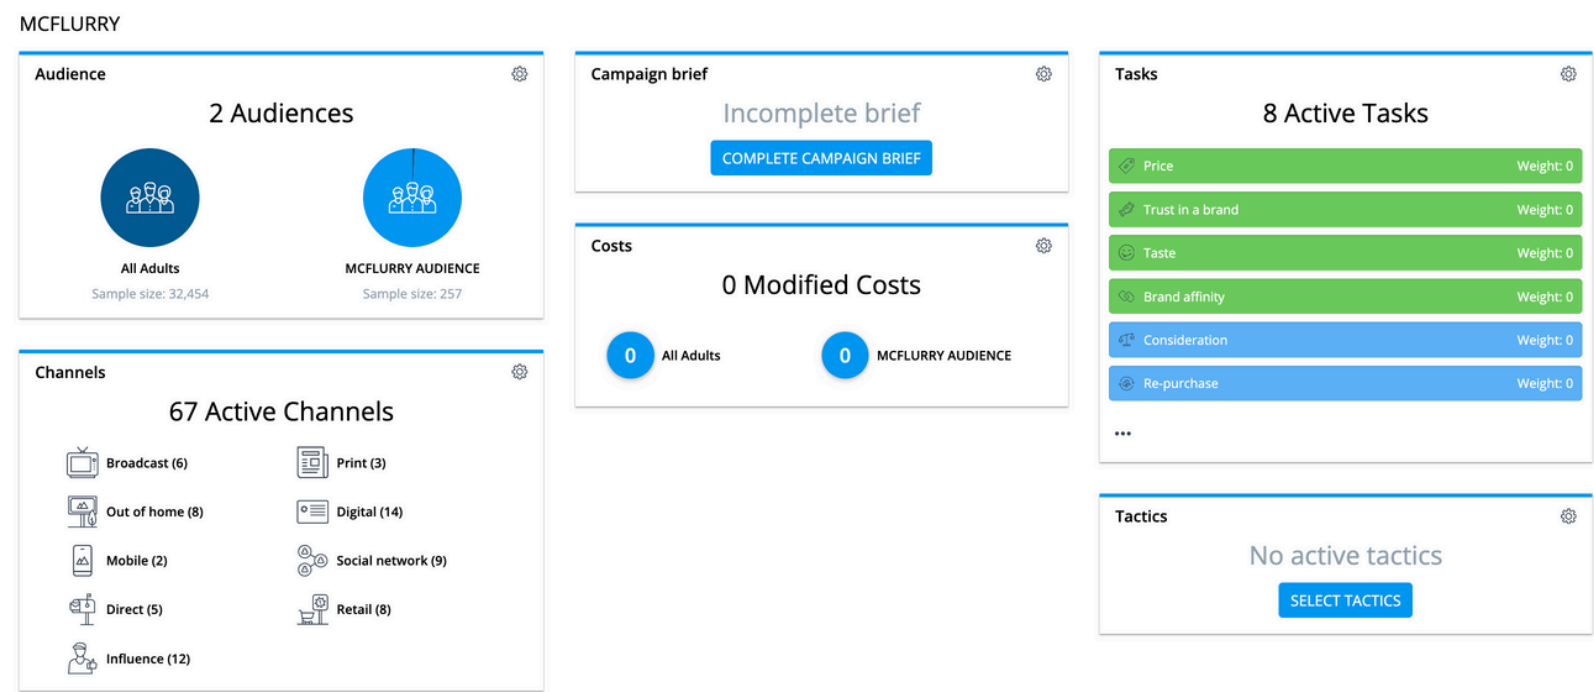 MCFLURRY
Audience
2 Audiences
All Adults
Sample size: 32,454
MCFLURRY AUDIENCE
Sample size: 257
Channels
67 Active Channels
Broadcast (6)
Print (3)
Out of home (8)
Digital (14)
Mobile (2)
Social network (9)
Direct (5)
Retail (8)
Influence (12)
Campaign brief
Incomplete brief
COMPLETE CAMPAIGN BRIEF
Costs
0 Modified Costs
0 All Adults
0 MCFLURRY AUDIENCE
Tasks
8 Active Tasks
Price Weight: 0
Trust in a brand Weight: 0
Taste Weight: 0
Brand affinity Weight: 0
Consideration Weight: 0
Re-purchase Weight: 0
...
Tactics
No active tactics
SELECT TACTICS